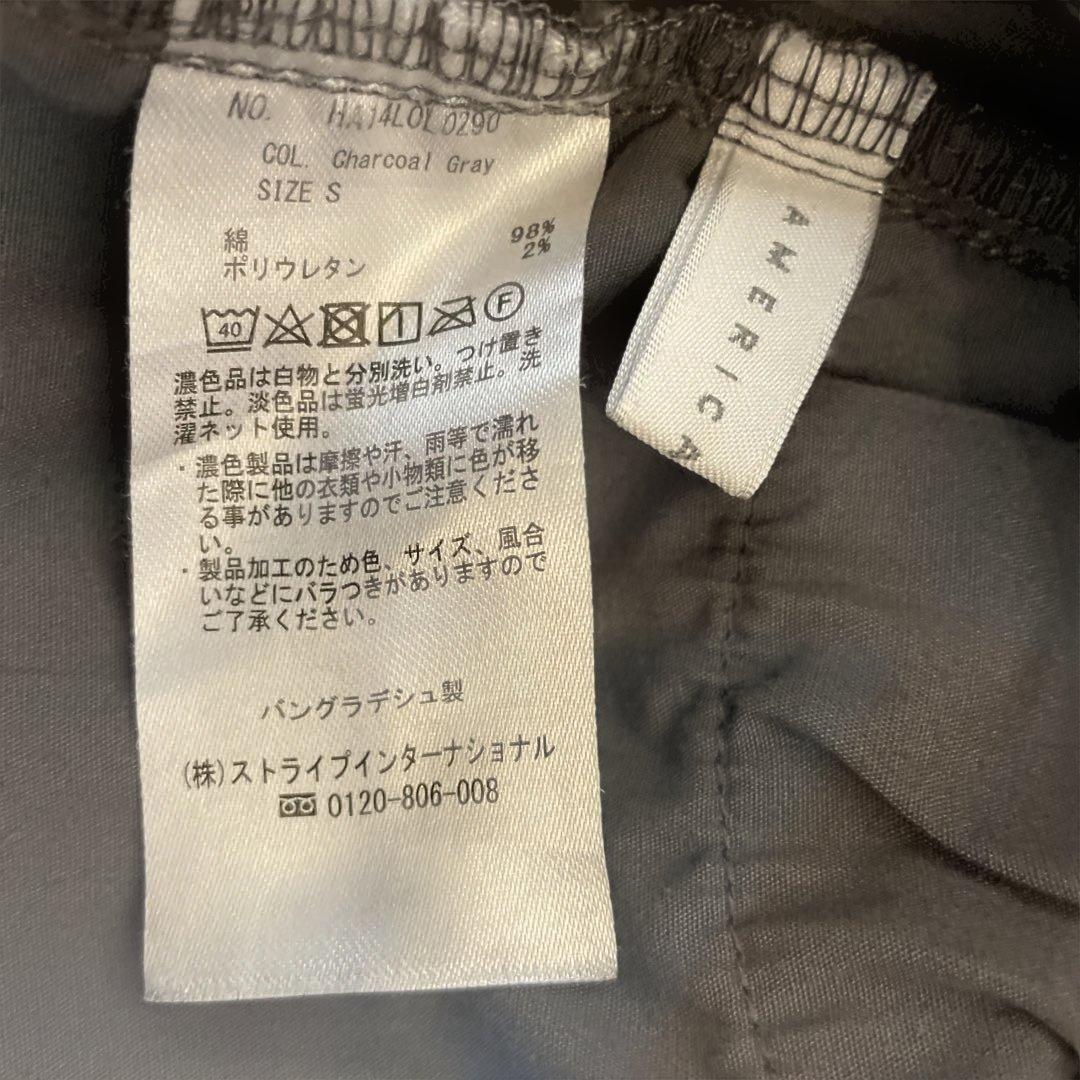 NO. HA14L0L0290
COL. Charcoal Gray
SIZE S
綿 98%
ポリウレタン 2%
40
F
濃色品は白物と分別洗い。つけ置き
禁止。淡色品は蛍光増白剤禁止。洗
濯ネット使用。
・濃色製品は摩擦や汗、雨等で濡れ
た際に他の衣類や小物類に色が移
る事がありますのでご注意くださ
い。
・製品加工のため色、サイズ、風合
いなどにバラつきがありますので
ご了承ください。
バングラデシュ製
(株)ストライプインターナショナル
0120-806-008
AMERICA